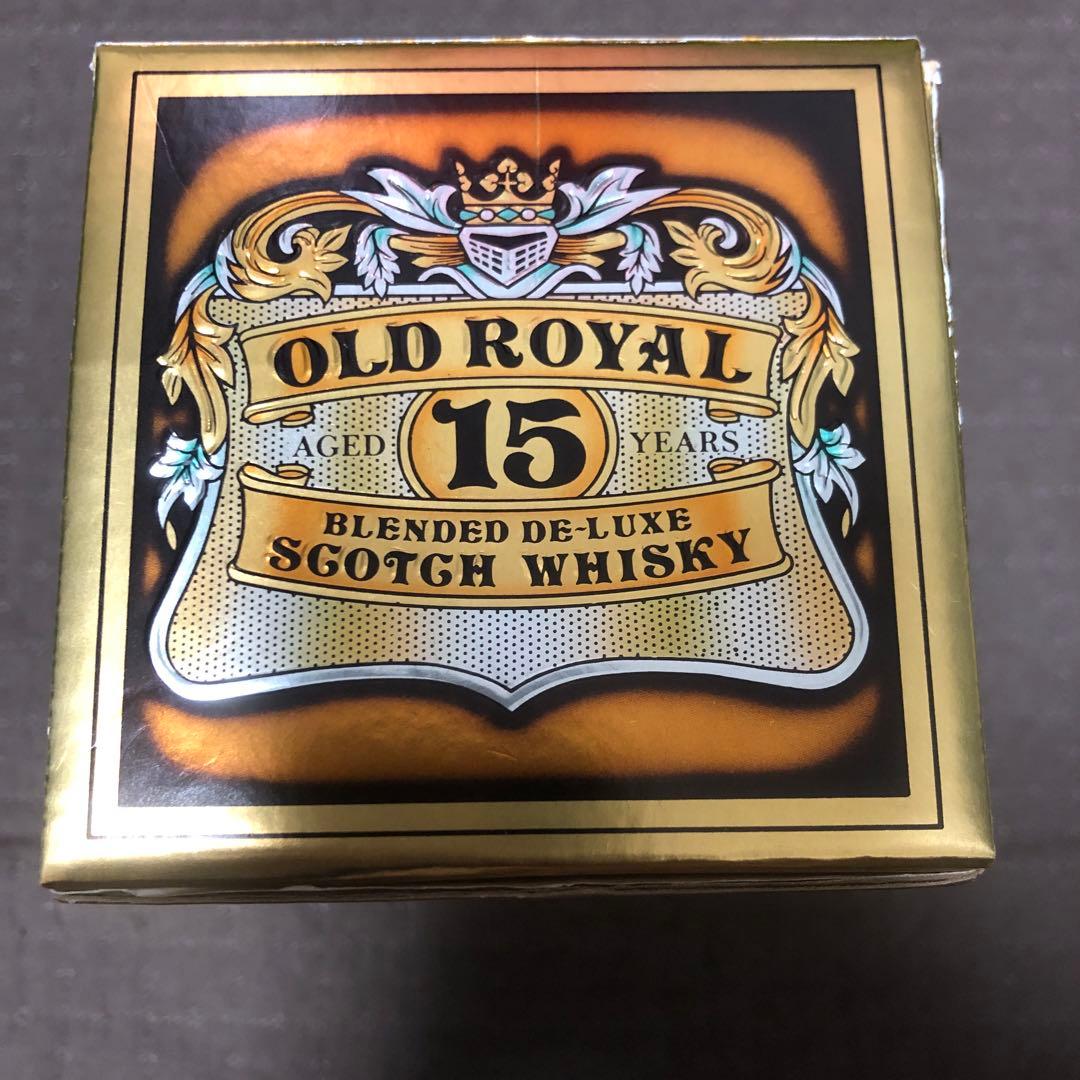 OLD ROYAL
AGED 15 YEARS
BLENDED DE-LUXE
SCOTCH WHISKY